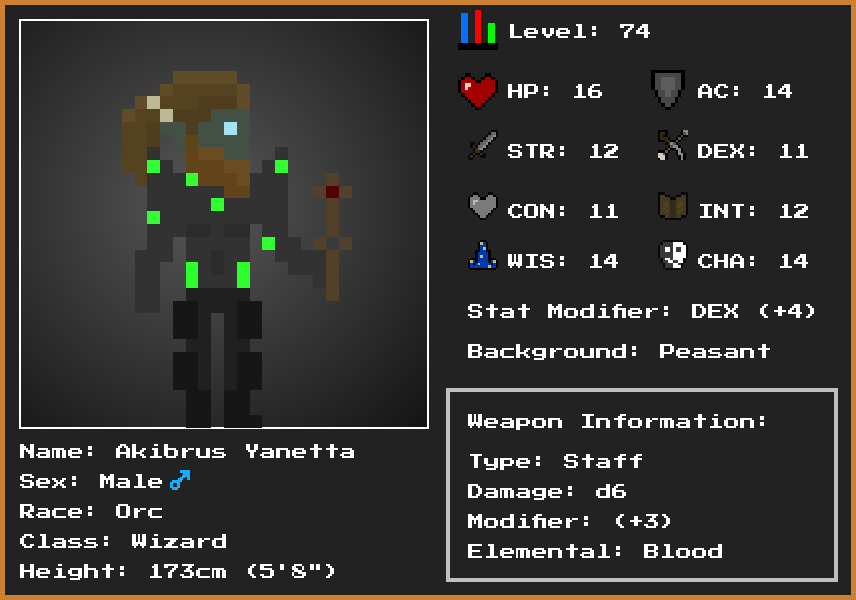 Level: 74
HP: 16
AC: 14
STR: 12
DEX: 11
CON: 11
INT: 12
WIS: 14
CHA: 14
Stat Modifier: DEX (+4)
Background: Peasant
Weapon Information:
Type: Staff
Damage: d6
Modifier: (+3)
Elemental: Blood
Name: Akibrus Yanetta
Sex: Male ♂
Race: Orc
Class: Wizard
Height: 173cm (5'8")